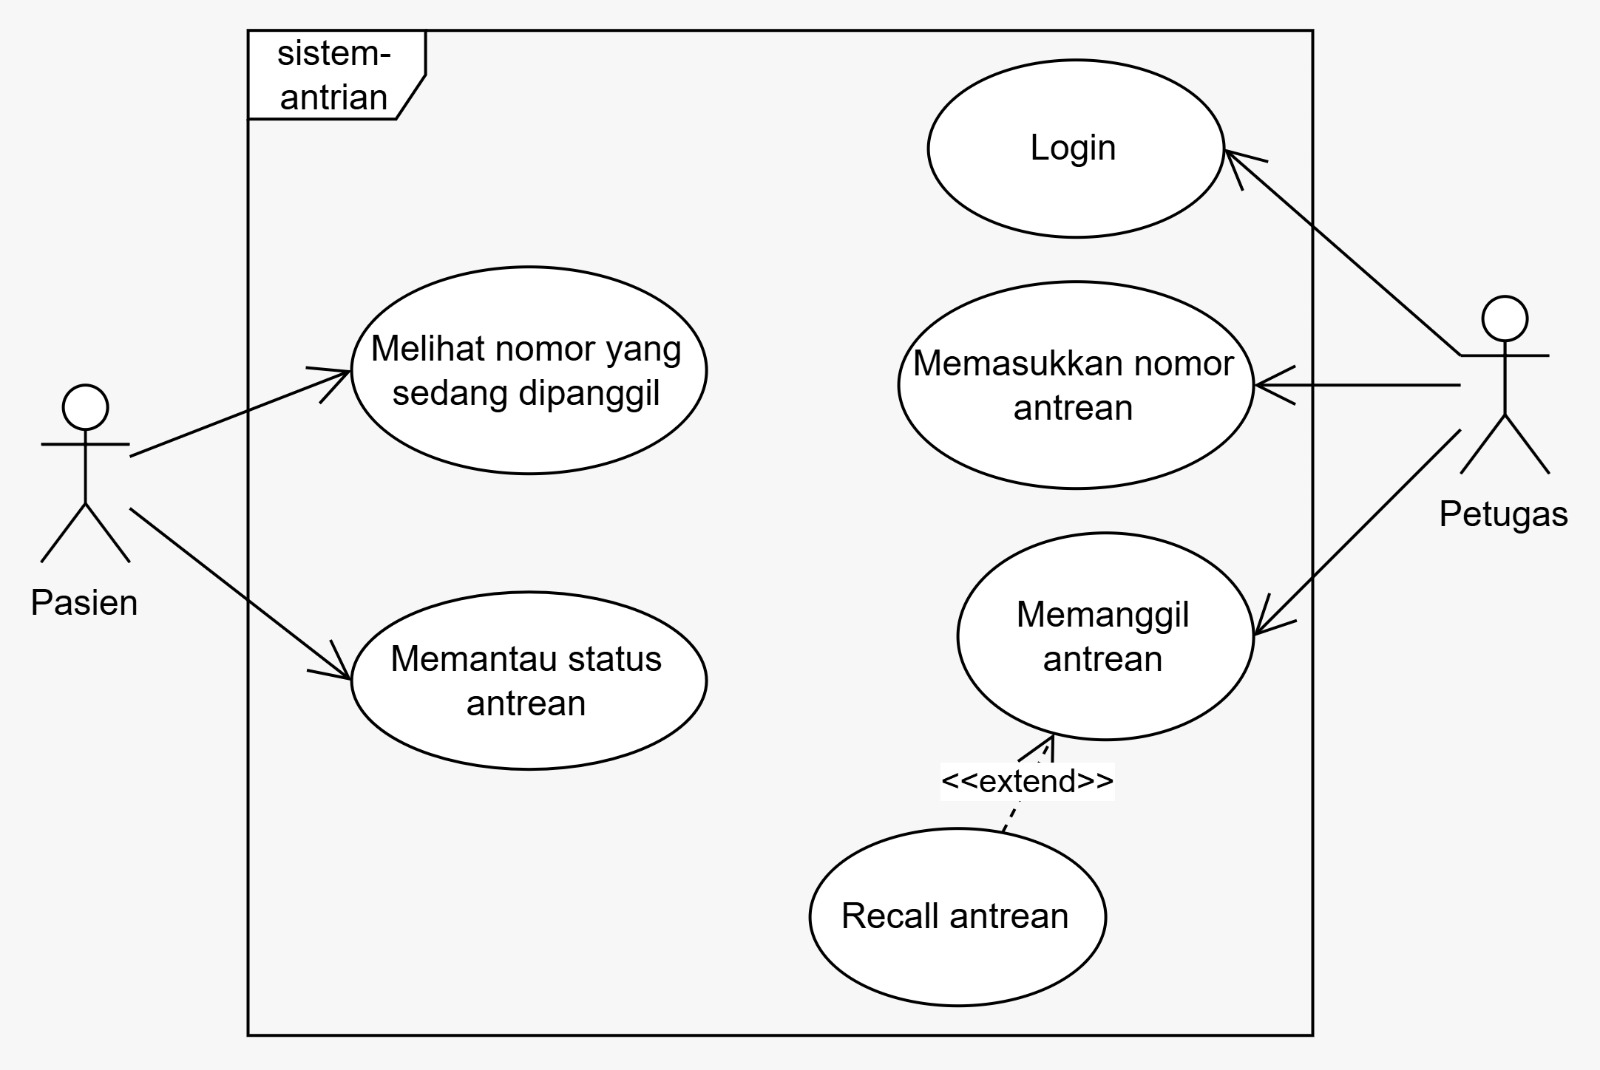 sistem-
antrian
Login
Melihat nomor yang
sedang dipanggil
Memasukkan nomor
antrean
Petugas
Pasien
Memanggil
antrean
Memantau status
antrean
<<extend>>
Recall antrean